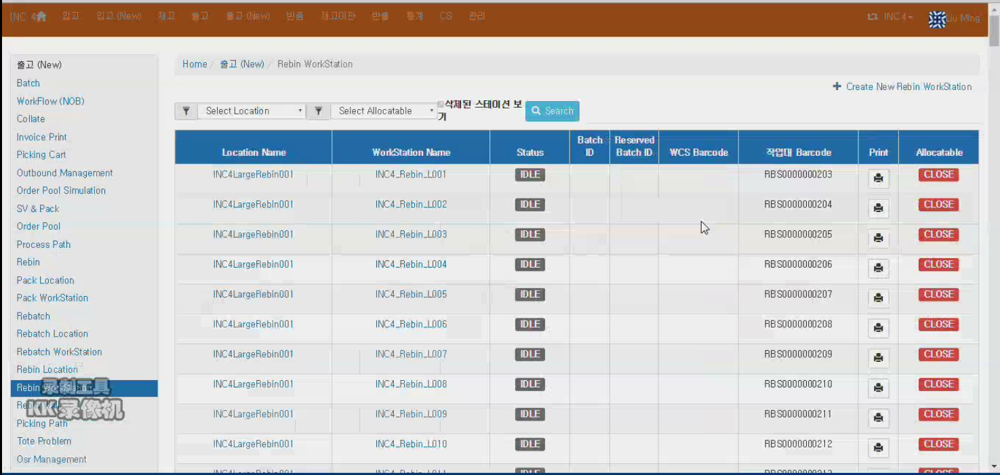 INC 4 입고 입고 (New) 재고 출고 출고 (New) 반품 재고이관 반출 통계 CS 관리 INC 4 Liu Ming
출고 (New)
Batch
WorkFlow (NOB)
Collate
Invoice Print
Picking Cart
Outbound Management
Order Pool Simulation
SV & Pack
Order Pool
Process Path
Rebin
Pack Location
Pack WorkStation
Rebatch
Rebatch Location
Rebatch WorkStation
Rebin Location
Rebin WorkStation
录制工具
KK录像机
Picking Path
Tote Problem
Osr Management
Home / 출고 (New) / Rebin WorkStation
Create New Rebin WorkStation
Select Location Select Allocatable 삭제된 스테이션 보기 Search
Location Name WorkStation Name Status Batch ID Reserved Batch ID WCS Barcode 작업대 Barcode Print Allocatable
INC4LargeRebin001 INC4_Rebin_L001 IDLE RBS0000000203 CLOSE
INC4LargeRebin001 INC4_Rebin_L002 IDLE RBS0000000204 CLOSE
INC4LargeRebin001 INC4_Rebin_L003 IDLE RBS0000000205 CLOSE
INC4LargeRebin001 INC4_Rebin_L004 IDLE RBS0000000206 CLOSE
INC4LargeRebin001 INC4_Rebin_L005 IDLE RBS0000000207 CLOSE
INC4LargeRebin001 INC4_Rebin_L006 IDLE RBS0000000208 CLOSE
INC4LargeRebin001 INC4_Rebin_L007 IDLE RBS0000000209 CLOSE
INC4LargeRebin001 INC4_Rebin_L008 IDLE RBS0000000210 CLOSE
INC4LargeRebin001 INC4_Rebin_L009 IDLE RBS0000000211 CLOSE
INC4LargeRebin001 INC4_Rebin_L010 IDLE RBS0000000212 CLOSE